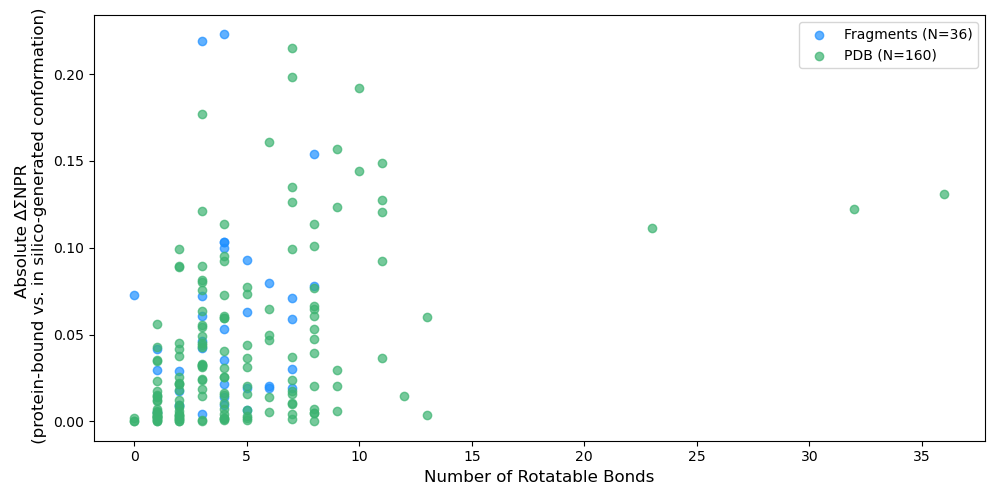 Absolute ΔΣNPR
(protein-bound vs. in silico-generated conformation)
0.20
0.15
0.10
0.05
0.00
Fragments (N=36)
PDB (N=160)
0 5 10 15 20 25 30 35
Number of Rotatable Bonds